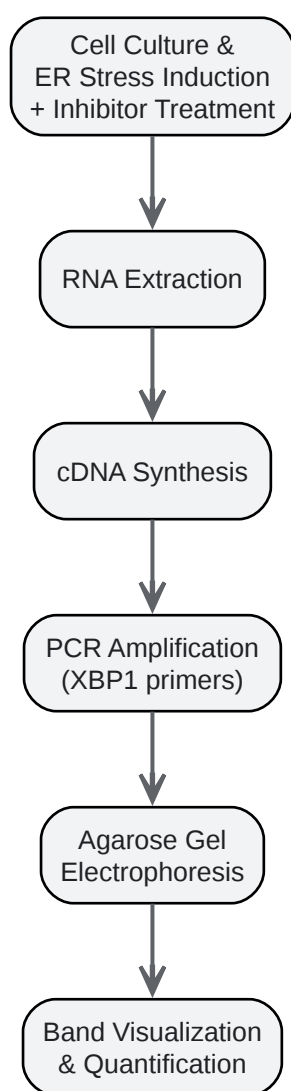 Cell Culture &
ER Stress Induction
+ Inhibitor Treatment
RNA Extraction
cDNA Synthesis
PCR Amplification
(XBP1 primers)
Agarose Gel
Electrophoresis
Band Visualization
& Quantification